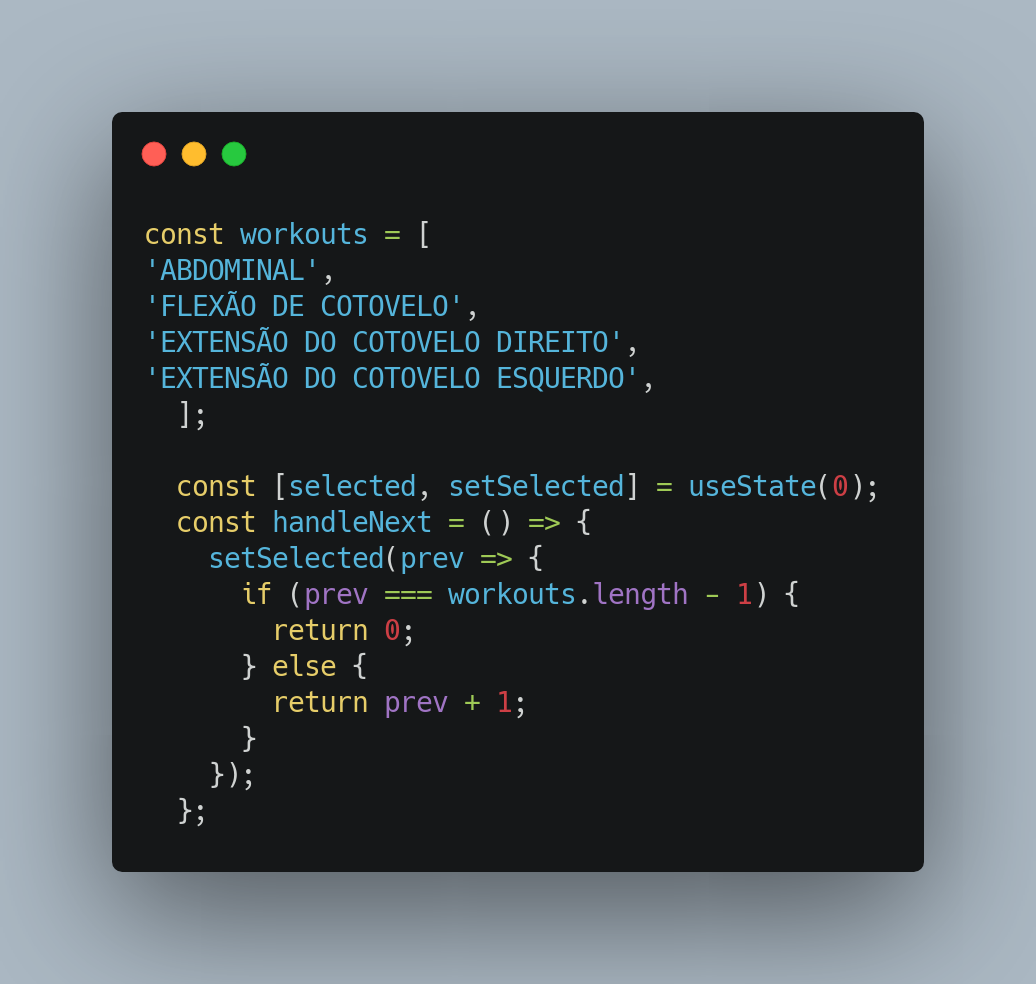 const workouts = [
'ABDOMINAL',
'FLEXÃO DE COTOVELO',
'EXTENSÃO DO COTOVELO DIREITO',
'EXTENSÃO DO COTOVELO ESQUERDO',
  ];

  const [selected, setSelected] = useState(0);
  const handleNext = () => {
    setSelected(prev => {
      if (prev === workouts.length - 1) {
        return 0;
      } else {
        return prev + 1;
      }
    });
  };